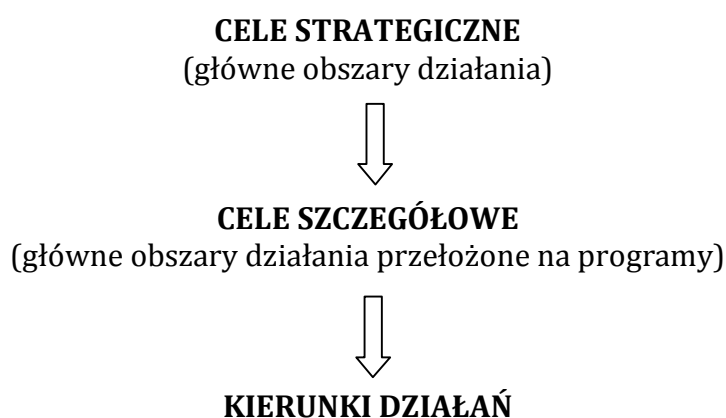 CELE STRATEGICZNE
(główne obszary działania)
CELE SZCZEGÓŁOWE
(główne obszary działania przełożone na programy)
KIERUNKI DZIAŁAŃ